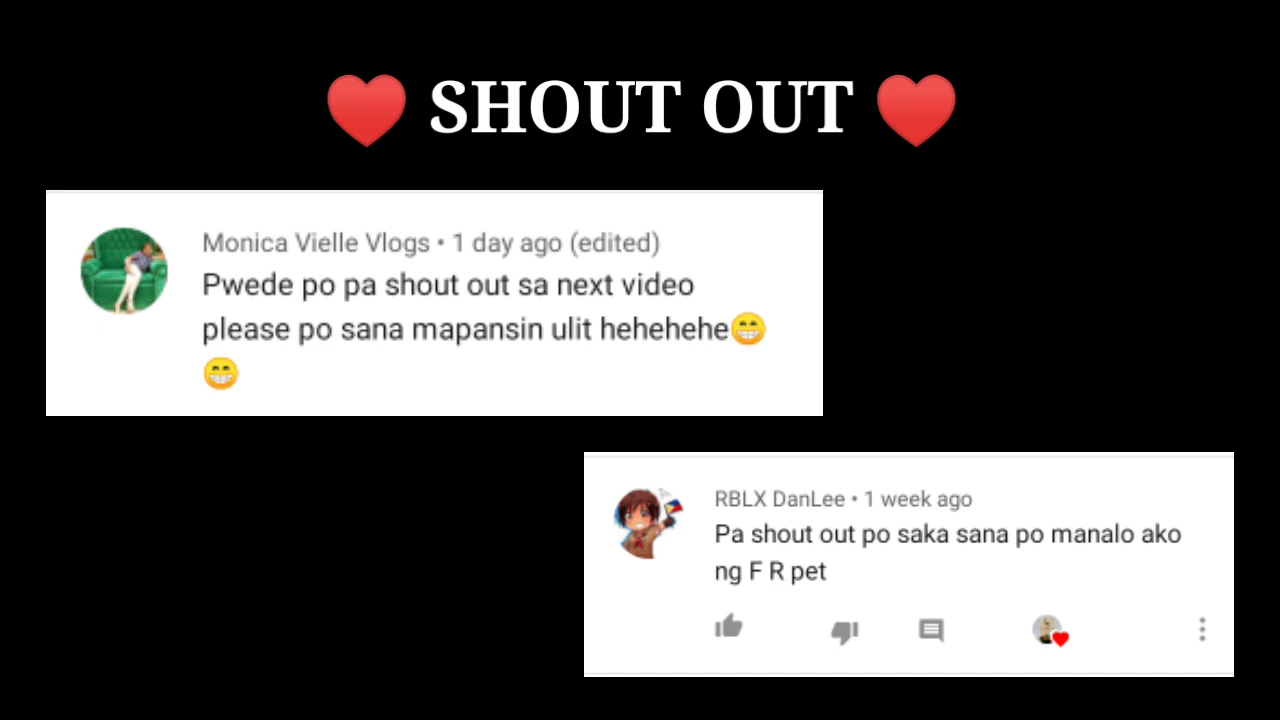 ❤️ SHOUT OUT ❤️
Monica Vielle Vlogs • 1 day ago (edited)
Pwede po pa shout out sa next video
please po sana mapansin ulit hehehehe😁
😁
RBLX DanLee • 1 week ago
Pa shout out po saka sana po manalo ako
ng F R pet